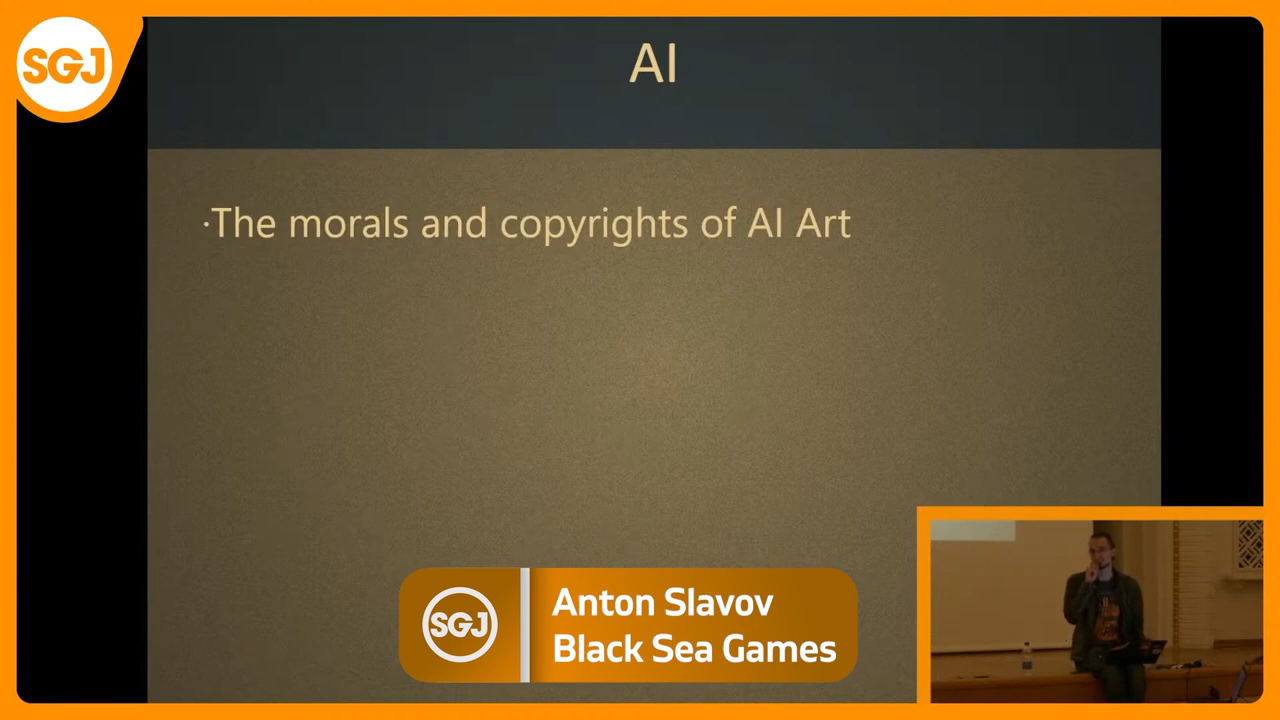 SGJ
AI
·The morals and copyrights of AI Art
SGJ
Anton Slavov
Black Sea Games